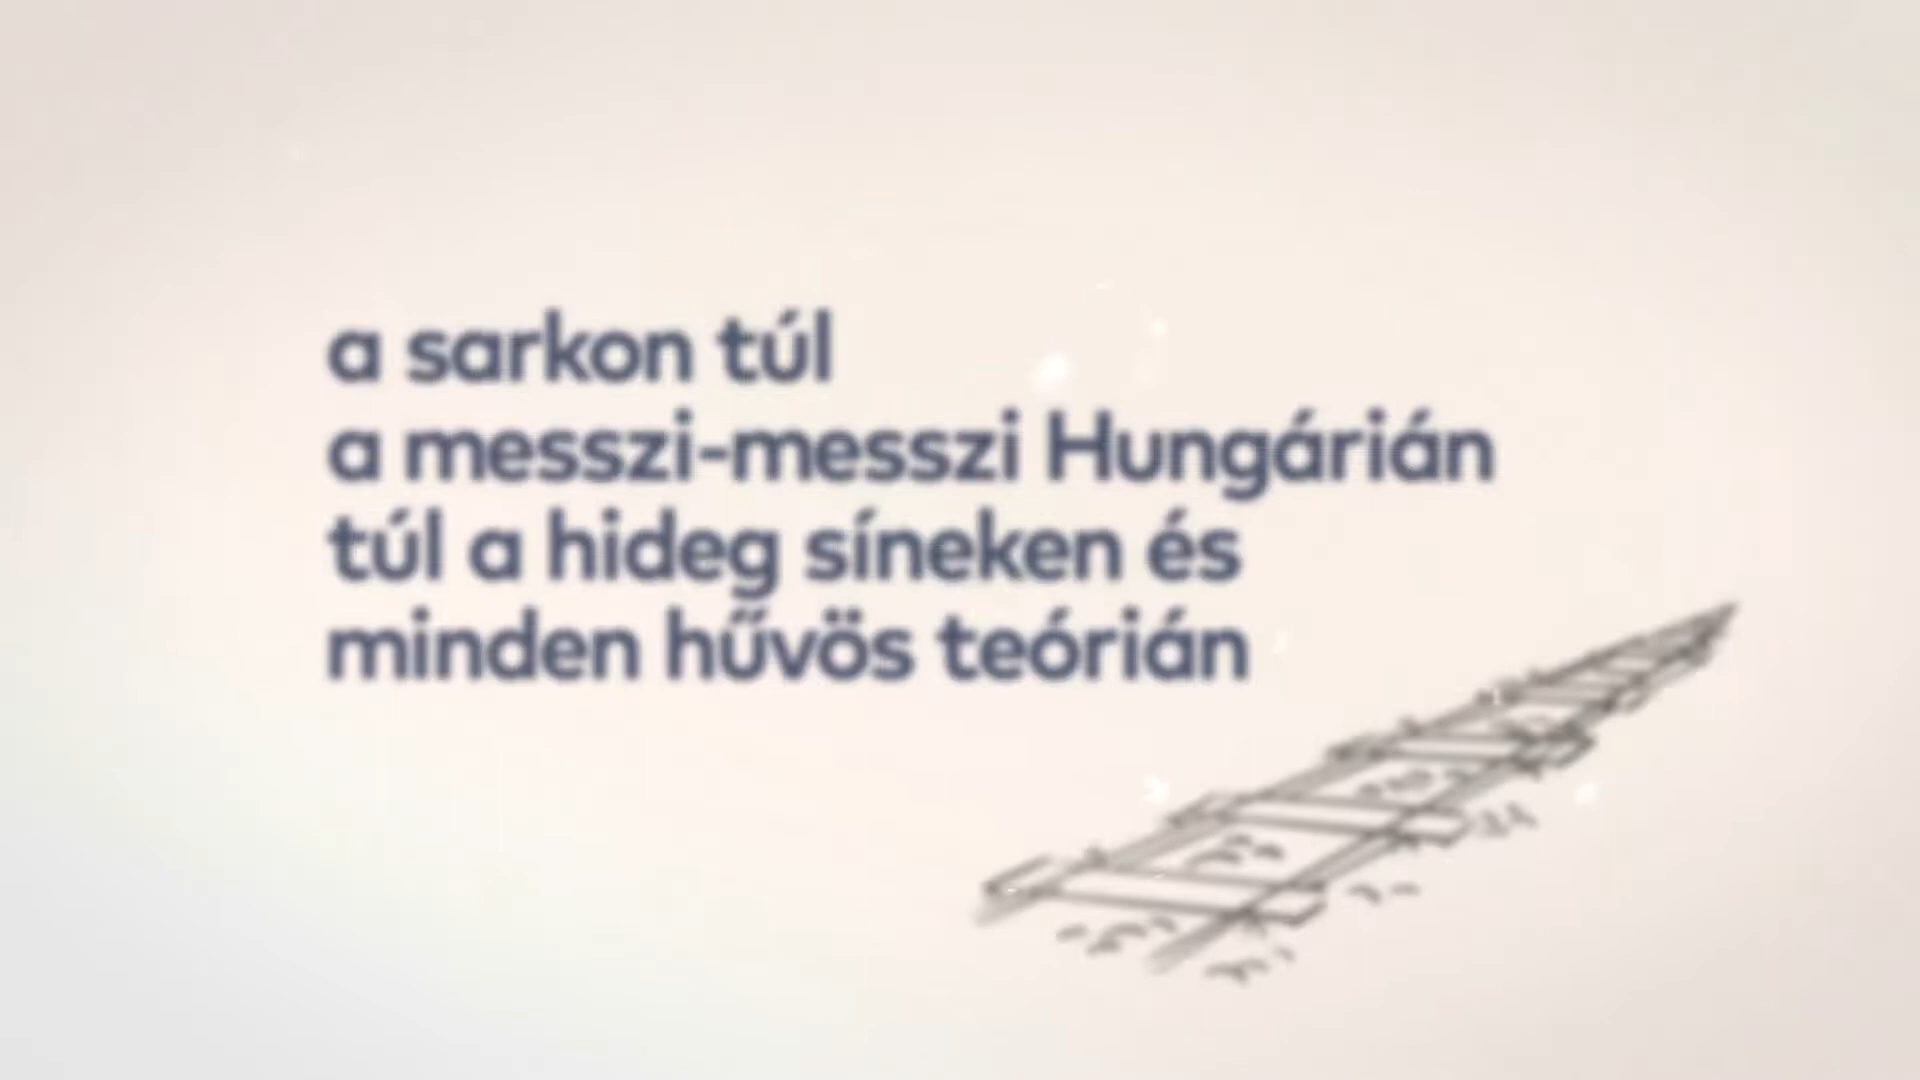 a sarkon túl
a messzi-messzi Hungárián
túl a hideg síneken és
minden hűvös teórián